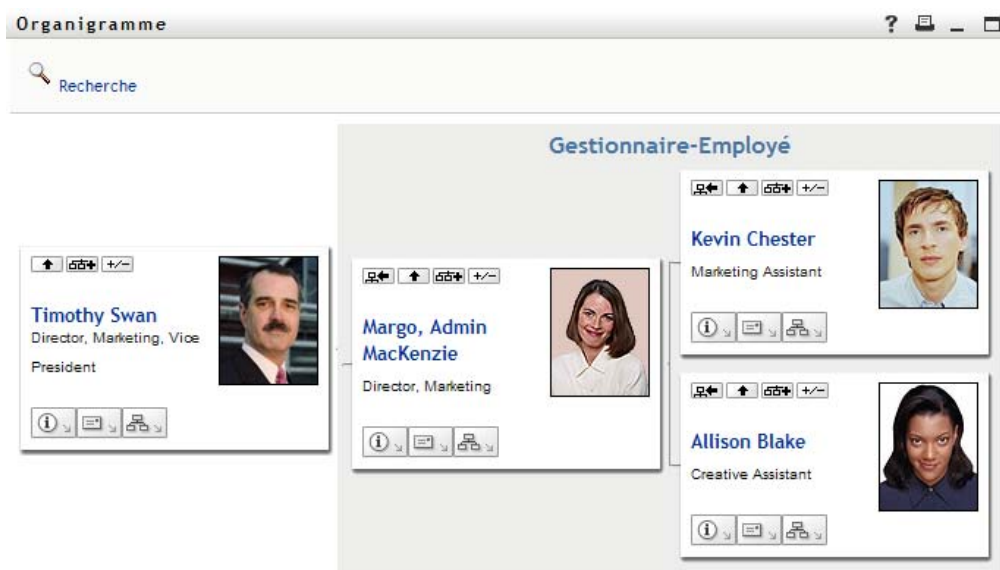 Organigramme
Recherche
Gestionnaire-Employé
Timothy Swan
Director, Marketing, Vice
President
Margo, Admin
MacKenzie
Director, Marketing
Kevin Chester
Marketing Assistant
Allison Blake
Creative Assistant